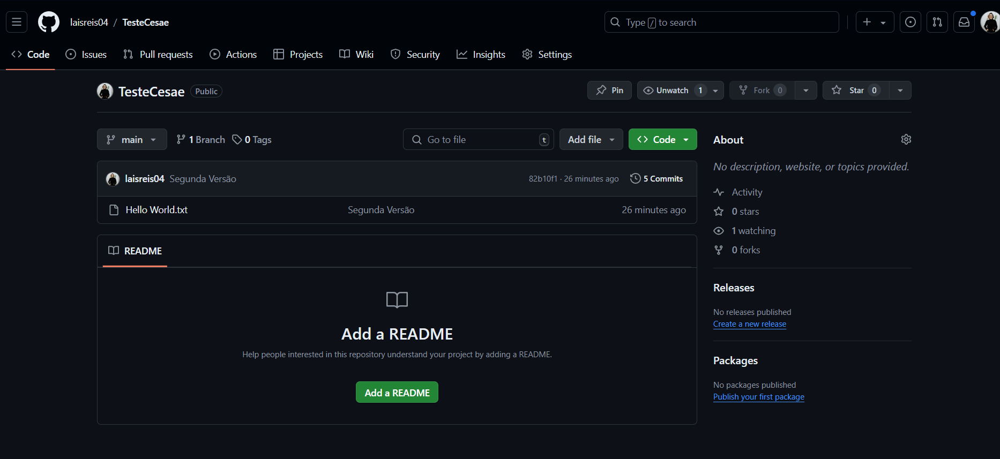 laisreis04 / TesteCesae
Type / to search
Code Issues Pull requests Actions Projects Wiki Security Insights Settings
TesteCesae Public
Pin Unwatch 1 Fork 0 Star 0
main 1 Branch 0 Tags Go to file t Add file Code
laisreis04 Segunda Versão 82b10f1 · 26 minutes ago 5 Commits
Hello World.txt Segunda Versão 26 minutes ago
README
Add a README
Help people interested in this repository understand your project by adding a README.
Add a README
About
No description, website, or topics provided.
Activity
0 stars
1 watching
0 forks
Releases
No releases published
Create a new release
Packages
No packages published
Publish your first package